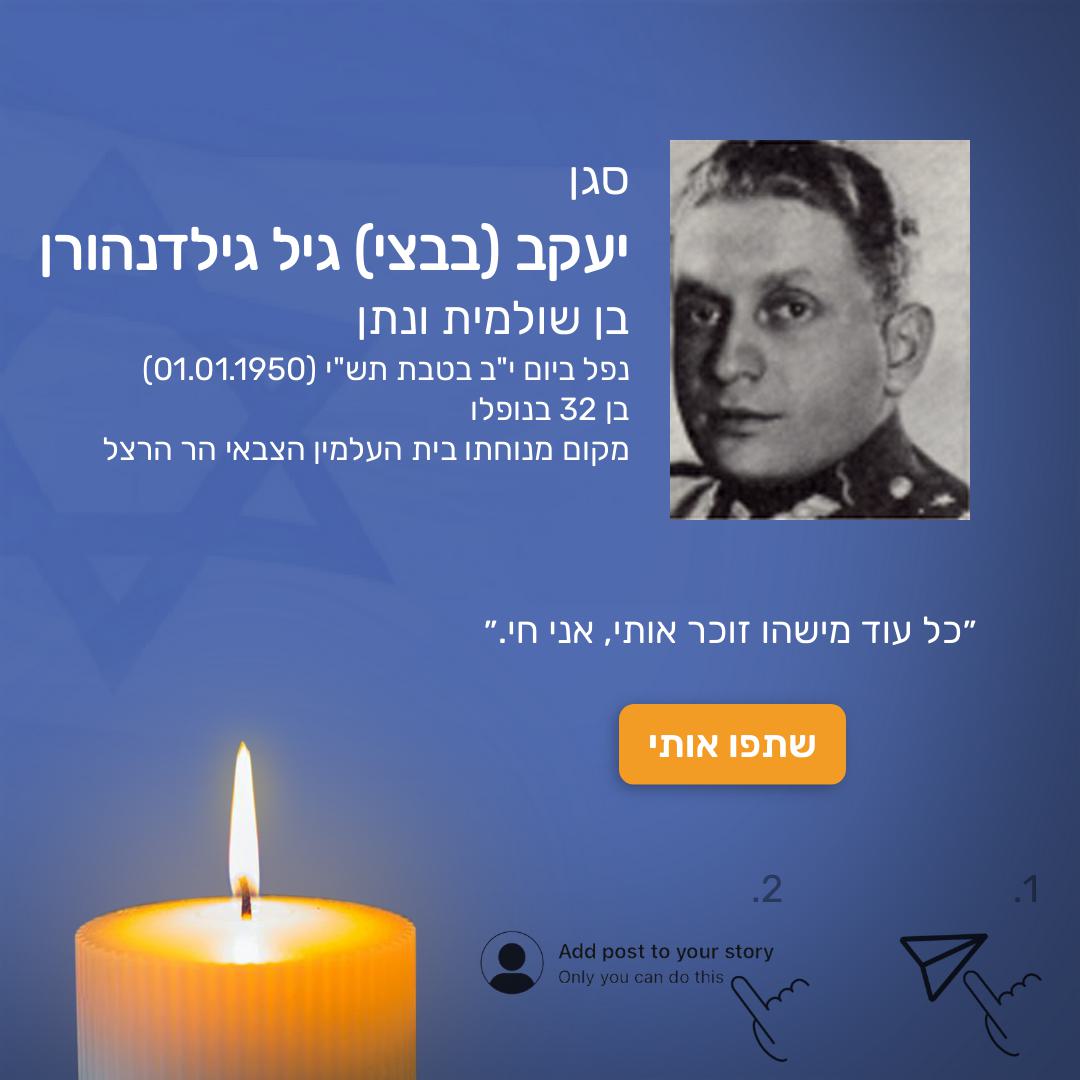 סגן
יעקב (בבצי) גיל גילדנהורן
בן שולמית ונתן
נפל ביום י"ב בטבת תש"י (01.01.1950)
בן 32 בנופלו
מקום מנוחתו בית העלמין הצבאי הר הרצל
״כל עוד מישהו זוכר אותי, אני חי.״
שתפו אותי
.1
.2
Add post to your story
Only you can do this